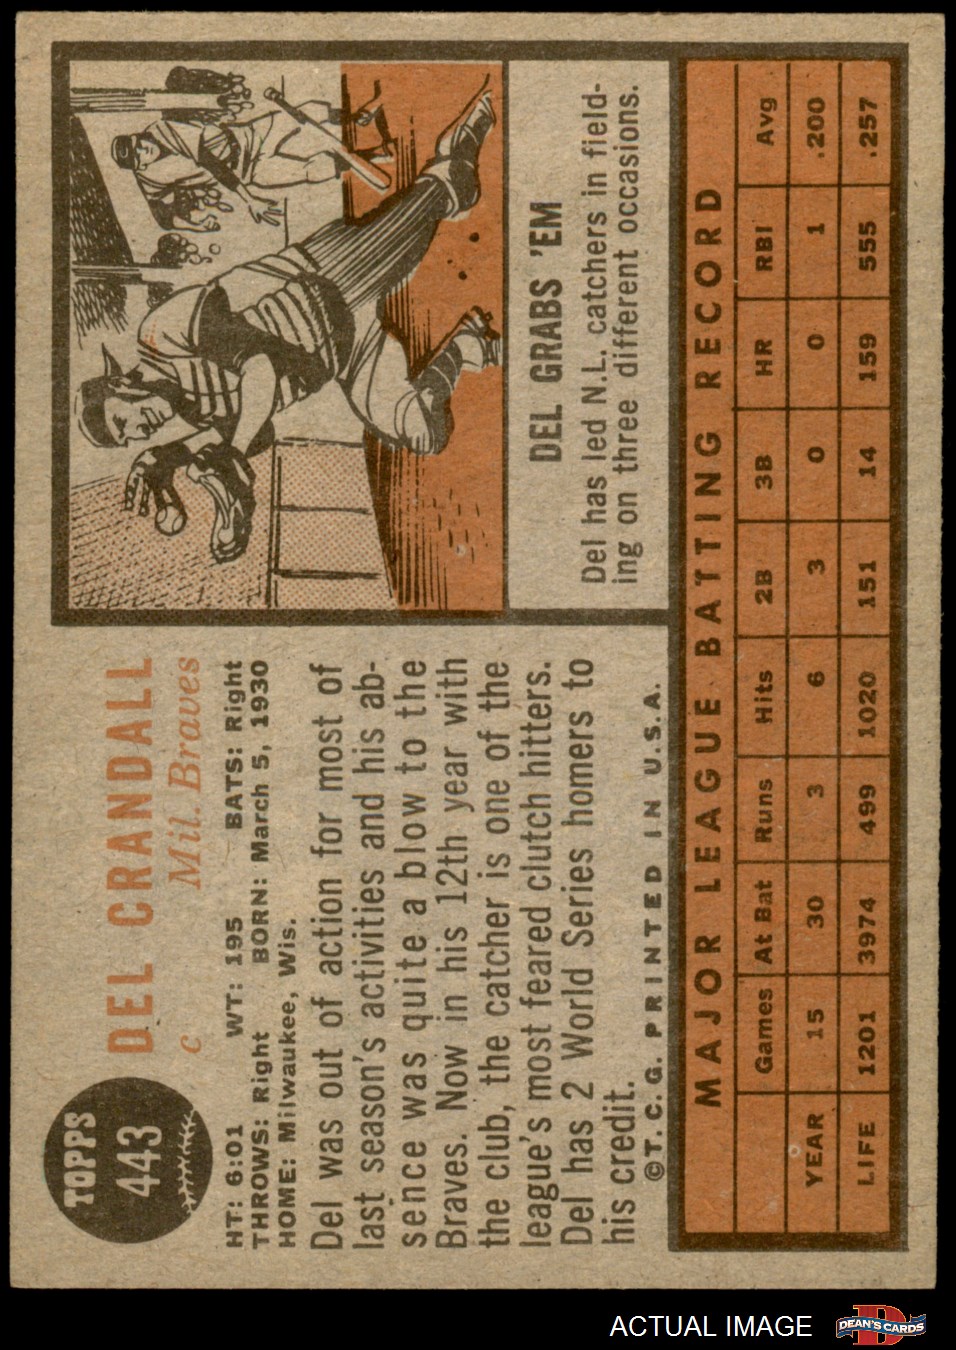 TOPPS
443
DEL CRANDALL
c Mil. Braves
HT: 6:01 WT: 195 BATS: Right
THROWS: Right BORN: March 5, 1930
HOME: Milwaukee, Wis.
Del was out of action for most of
last season's activities and his ab-
sence was quite a blow to the
Braves. Now in his 12th year with
the club, the catcher is one of the
league's most feared clutch hitters.
Del has 2 World Series homers to
his credit.
©T.C.G. PRINTED IN U.S.A.
DEL GRABS 'EM
Del has led N.L. catchers in field-
ing on three different occasions.
MAJOR LEAGUE BATTING RECORD
Games At Bat Runs Hits 2B 3B HR RBI Avg
YEAR 15 30 3 6 3 0 0 1 .200
LIFE 1201 3974 499 1020 151 14 159 555 .257
ACTUAL IMAGE
D
DEAN'S CARDS